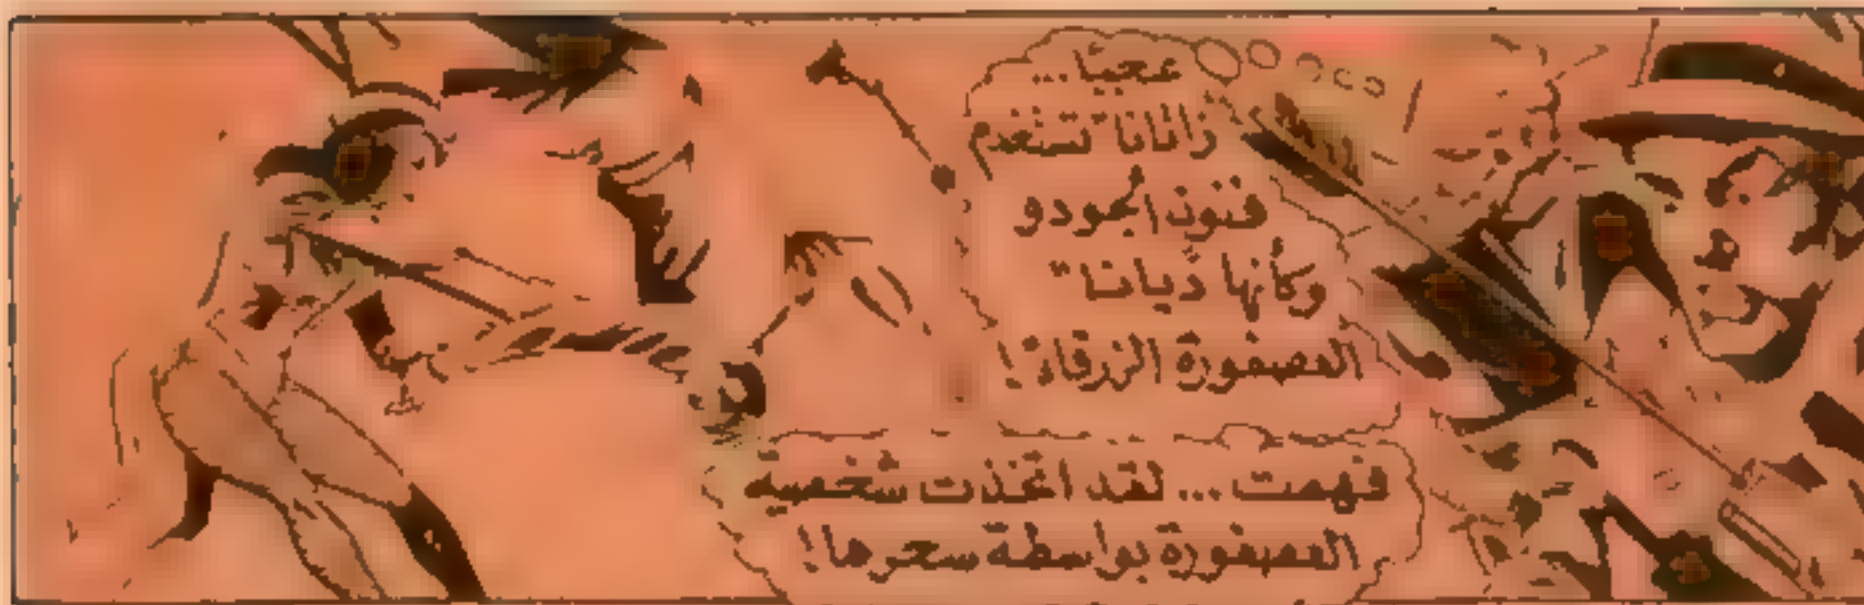 عجبًا...
زاتانا تستخدم
فنون الجودو
وكأنها ديانا
العصفورة الزرقاء!
فهمت ... لقد اتخذت شخصية
العصفورة بواسطة سحرها!